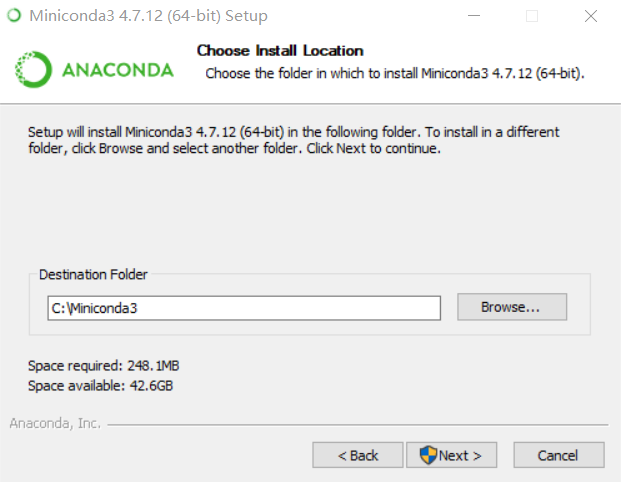 Miniconda3 4.7.12 (64-bit) Setup
Choose Install Location
ANACONDA
Choose the folder in which to install Miniconda3 4.7.12 (64-bit).
Setup will install Miniconda3 4.7.12 (64-bit) in the following folder. To install in a different
folder, click Browse and select another folder. Click Next to continue.
Destination Folder
C:\Miniconda3
Browse...
Space required: 248.1MB
Space available: 42.6GB
Anaconda, Inc.
< Back
Next >
Cancel